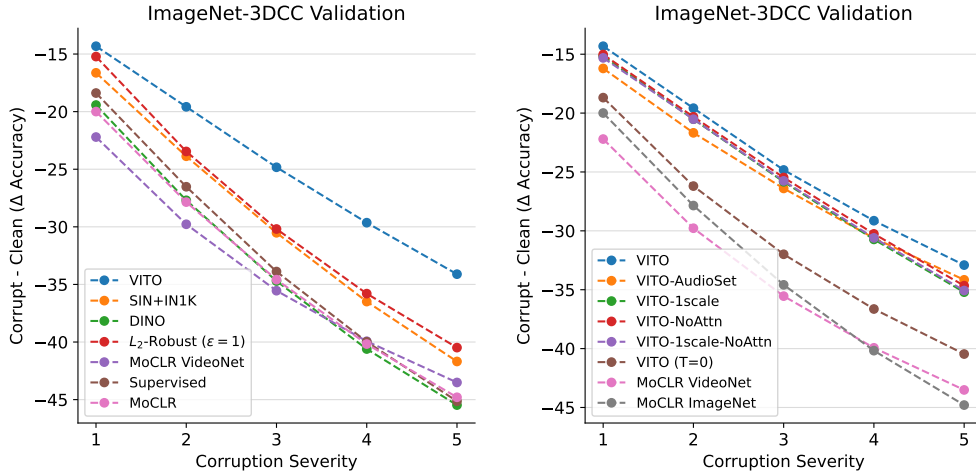 ImageNet-3DCC Validation
Corrupt - Clean (Δ Accuracy)
−15
−20
−25
−30
−35
−40
−45
VITO
SIN+IN1K
DINO
L₂-Robust (ε = 1)
MoCLR VideoNet
Supervised
MoCLR
1 2 3 4 5
Corruption Severity
ImageNet-3DCC Validation
Corrupt - Clean (Δ Accuracy)
−15
−20
−25
−30
−35
−40
−45
VITO
VITO-AudioSet
VITO-1scale
VITO-NoAttn
VITO-1scale-NoAttn
VITO (T=0)
MoCLR VideoNet
MoCLR ImageNet
1 2 3 4 5
Corruption Severity